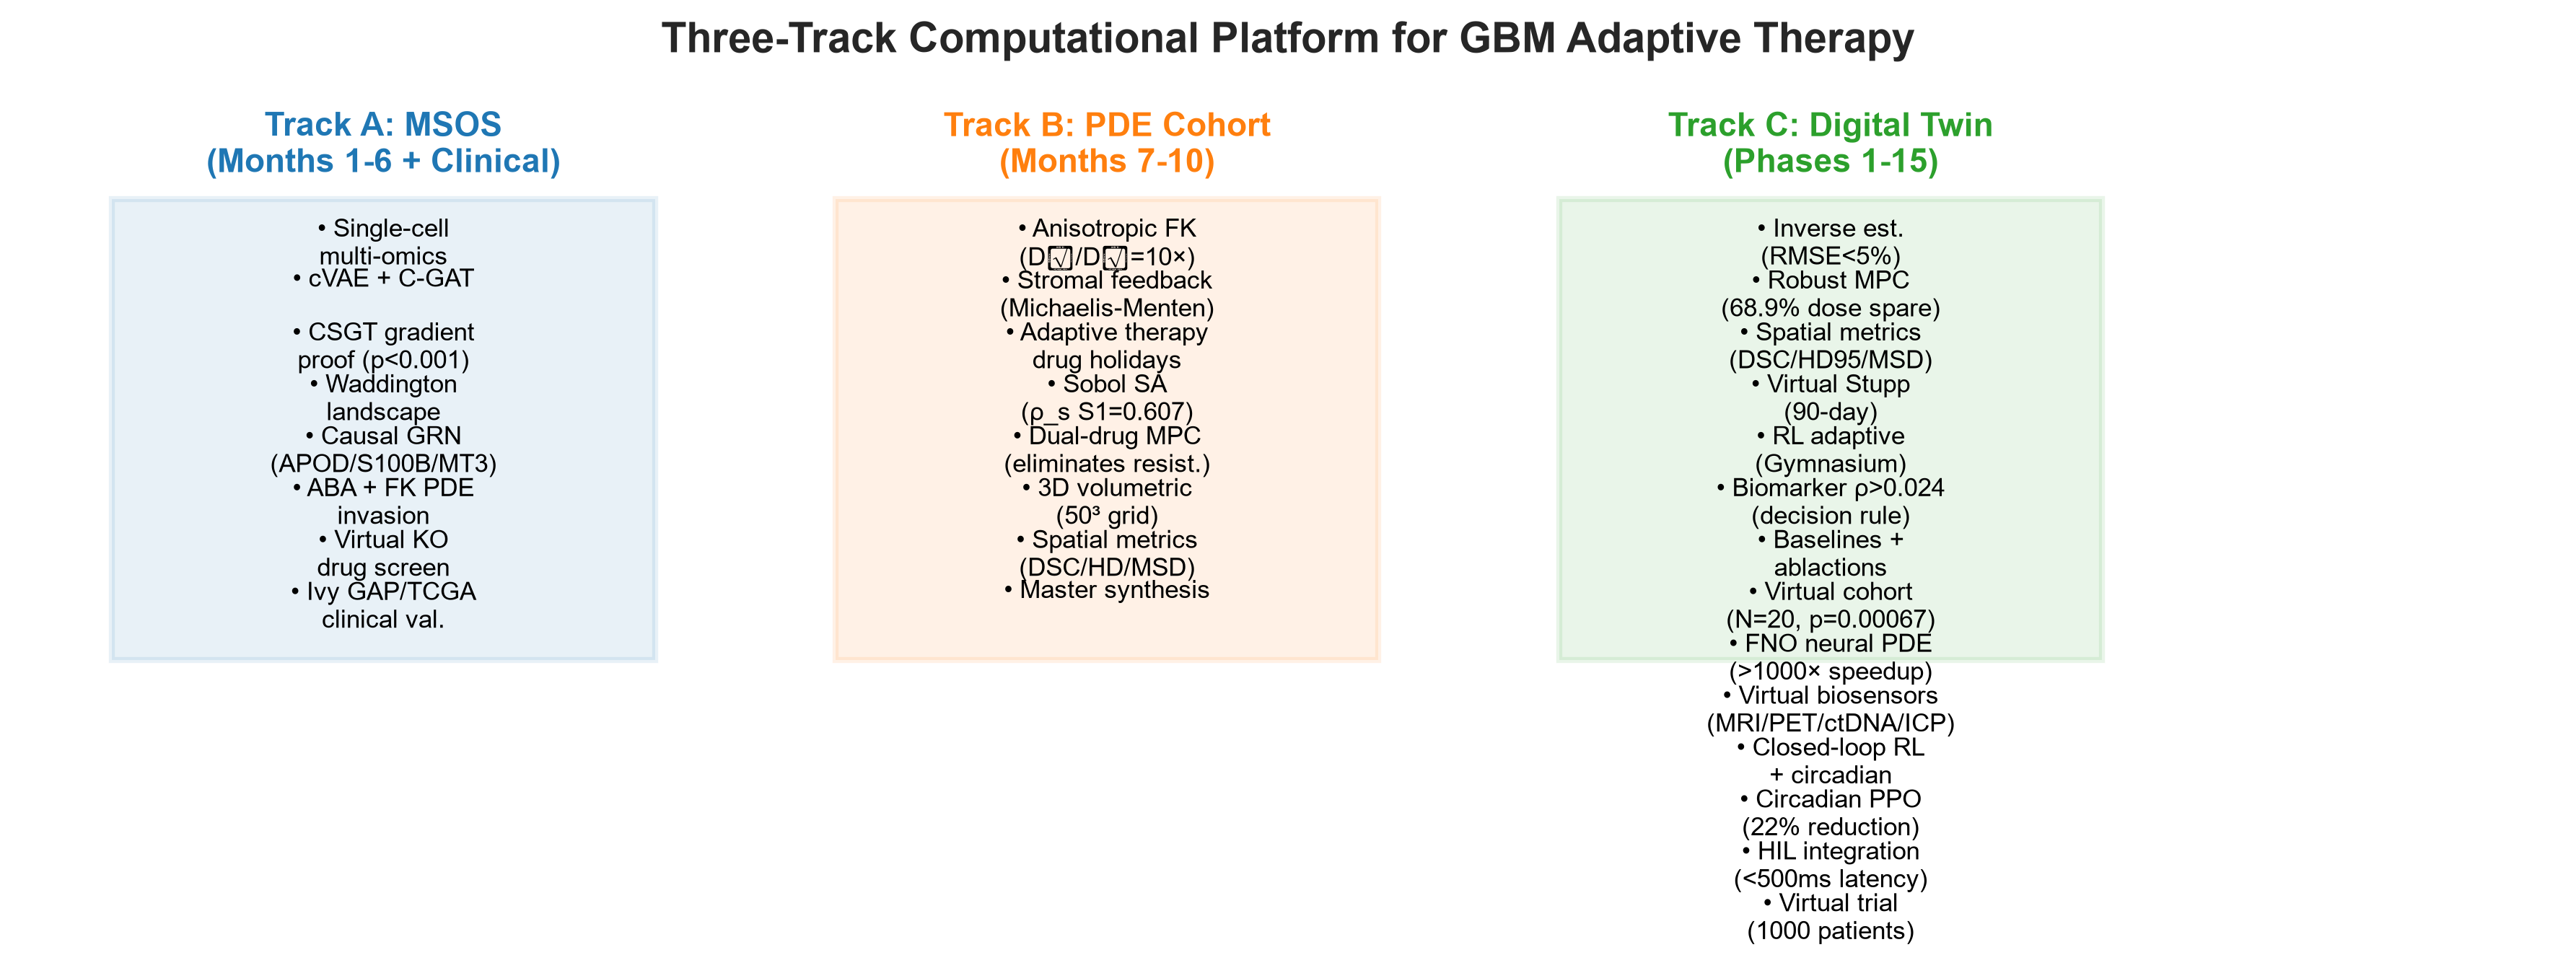 Three-Track Computational Platform for GBM Adaptive Therapy
Track A: MSOS
(Months 1-6 + Clinical)
• Single-cell
multi-omics
• cVAE + C-GAT
• CSGT gradient
proof (p<0.001)
• Waddington
landscape
• Causal GRN
(APOD/S100B/MT3)
• ABA + FK PDE
invasion
• Virtual KO
drug screen
• Ivy GAP/TCGA
clinical val.
Track B: PDE Cohort
(Months 7-10)
• Anisotropic FK
(D/D=10×)
• Stromal feedback
(Michaelis-Menten)
• Adaptive therapy
drug holidays
• Sobol SA
(ρ_s S1=0.607)
• Dual-drug MPC
(eliminates resist.)
• 3D volumetric
(50³ grid)
• Spatial metrics
(DSC/HD/MSD)
• Master synthesis
Track C: Digital Twin
(Phases 1-15)
• Inverse est.
(RMSE<5%)
• Robust MPC
(68.9% dose spare)
• Spatial metrics
(DSC/HD95/MSD)
• Virtual Stupp
(90-day)
• RL adaptive
(Gymnasium)
• Biomarker ρ>0.024
(decision rule)
• Baselines +
ablactions
• Virtual cohort
(N=20, p=0.00067)
• FNO neural PDE
(>1000× speedup)
• Virtual biosensors
(MRI/PET/ctDNA/ICP)
• Closed-loop RL
+ circadian
• Circadian PPO
(22% reduction)
• HIL integration
(<500ms latency)
• Virtual trial
(1000 patients)